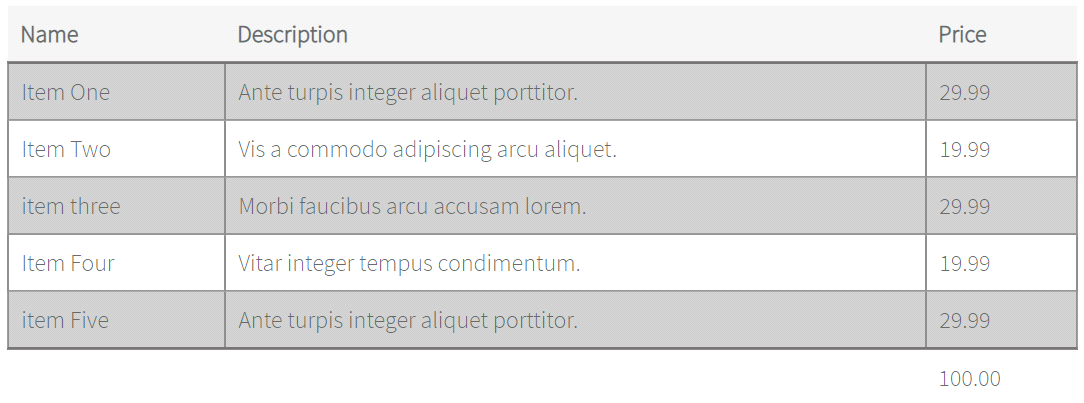 Name Description Price
Item One Ante turpis integer aliquet porttitor. 29.99
Item Two Vis a commodo adipiscing arcu aliquet. 19.99
item three Morbi faucibus arcu accusam lorem. 29.99
Item Four Vitar integer tempus condimentum. 19.99
item Five Ante turpis integer aliquet porttitor. 29.99
100.00